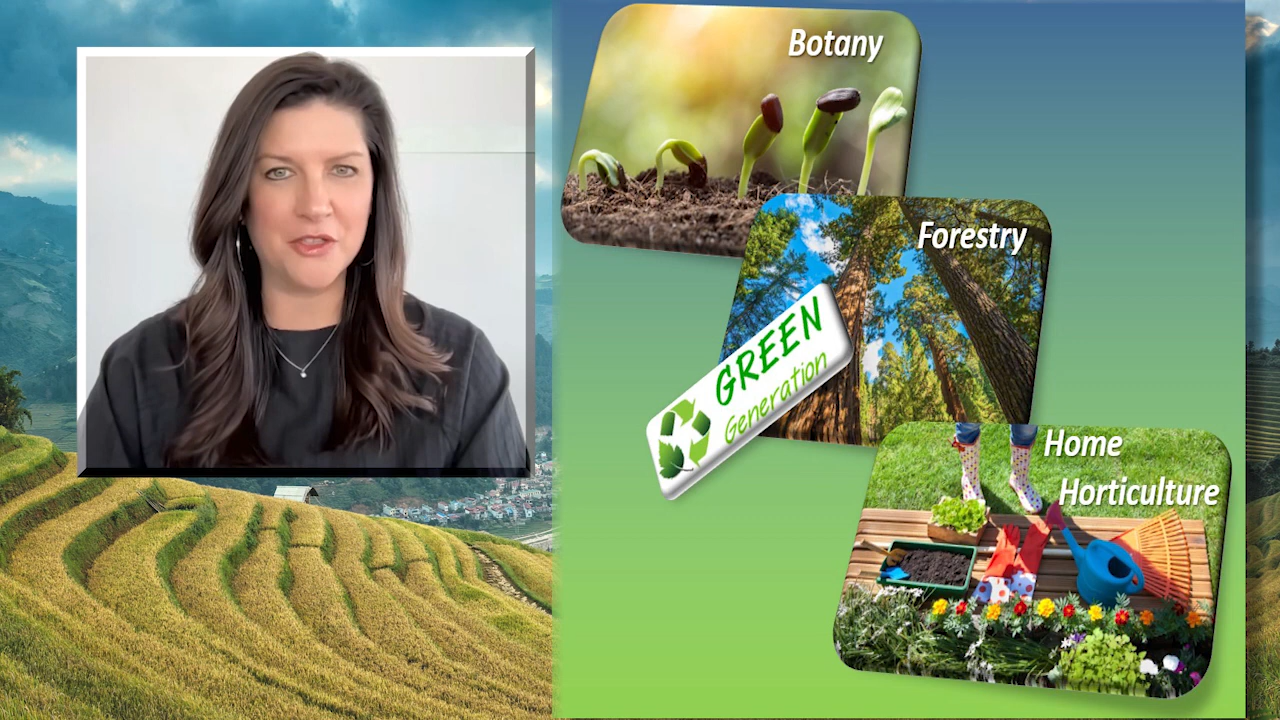 Botany
Forestry
GREEN
Generation
Home
Horticulture